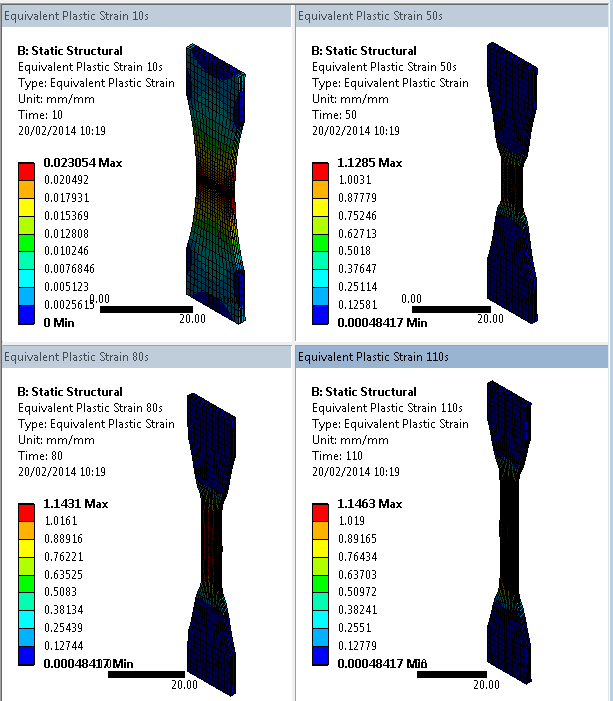 Equivalent Plastic Strain 10s
B: Static Structural
Equivalent Plastic Strain 10s
Type: Equivalent Plastic Strain
Unit: mm/mm
Time: 10
20/02/2014 10:19
0.023054 Max
0.020492
0.017931
0.015369
0.012808
0.010246
0.0076846
0.005123
0.0025615
0 Min
0.00
20.00
Equivalent Plastic Strain 50s
B: Static Structural
Equivalent Plastic Strain 50s
Type: Equivalent Plastic Strain
Unit: mm/mm
Time: 50
20/02/2014 10:19
1.1285 Max
1.0031
0.87779
0.75246
0.62713
0.5018
0.37647
0.25114
0.12581
0.00048417 Min
0.00
20.00
Equivalent Plastic Strain 80s
B: Static Structural
Equivalent Plastic Strain 80s
Type: Equivalent Plastic Strain
Unit: mm/mm
Time: 80
20/02/2014 10:19
1.1431 Max
1.0161
0.88916
0.76221
0.63525
0.5083
0.38134
0.25439
0.12744
0.00048417 Min
20.00
Equivalent Plastic Strain 110s
B: Static Structural
Equivalent Plastic Strain 110s
Type: Equivalent Plastic Strain
Unit: mm/mm
Time: 110
20/02/2014 10:19
1.1463 Max
1.019
0.89165
0.76434
0.63703
0.50972
0.38241
0.2551
0.12779
0.00048417 Min
20.00